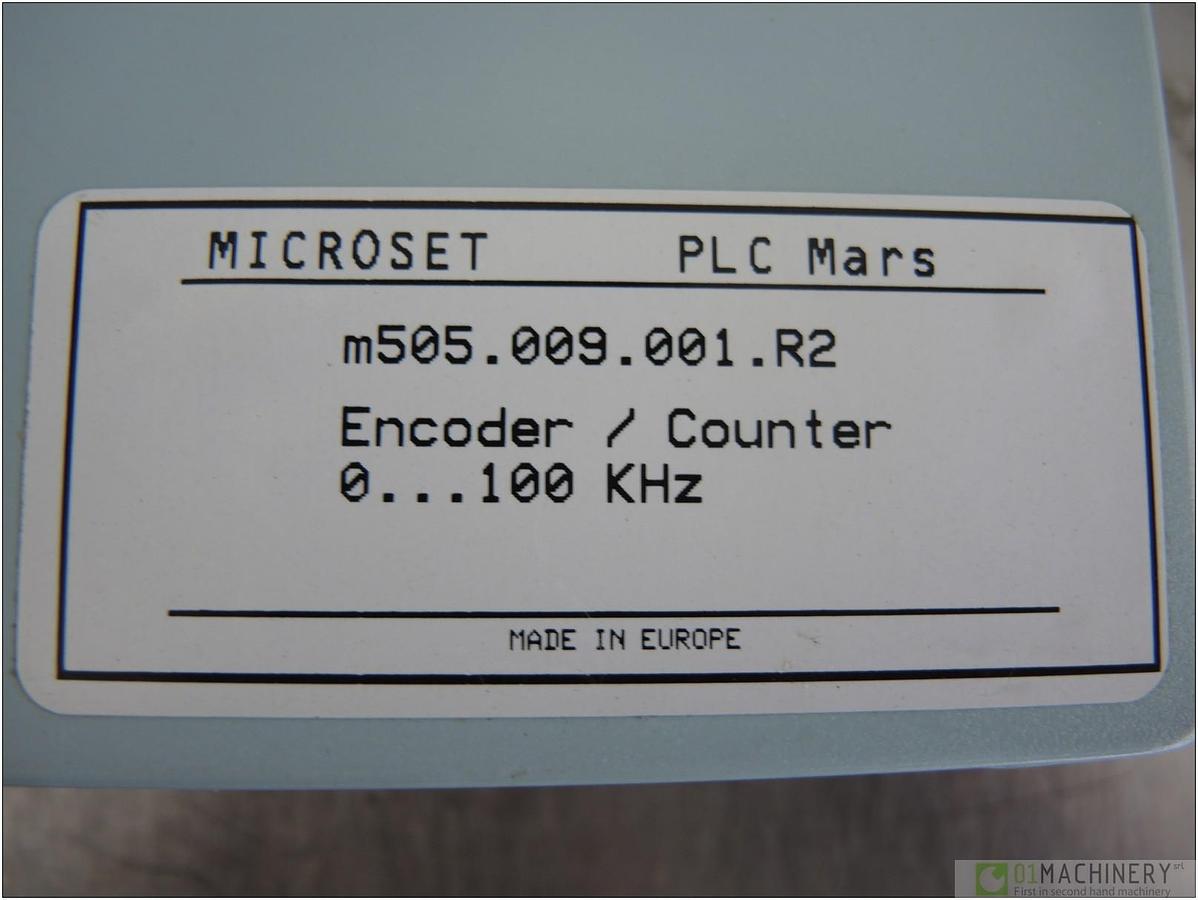 MICROSET PLC Mars
m505.009.001.R2
Encoder / Counter
0...100 KHz
MADE IN EUROPE
01MACHINERY srl
First in second hand machinery